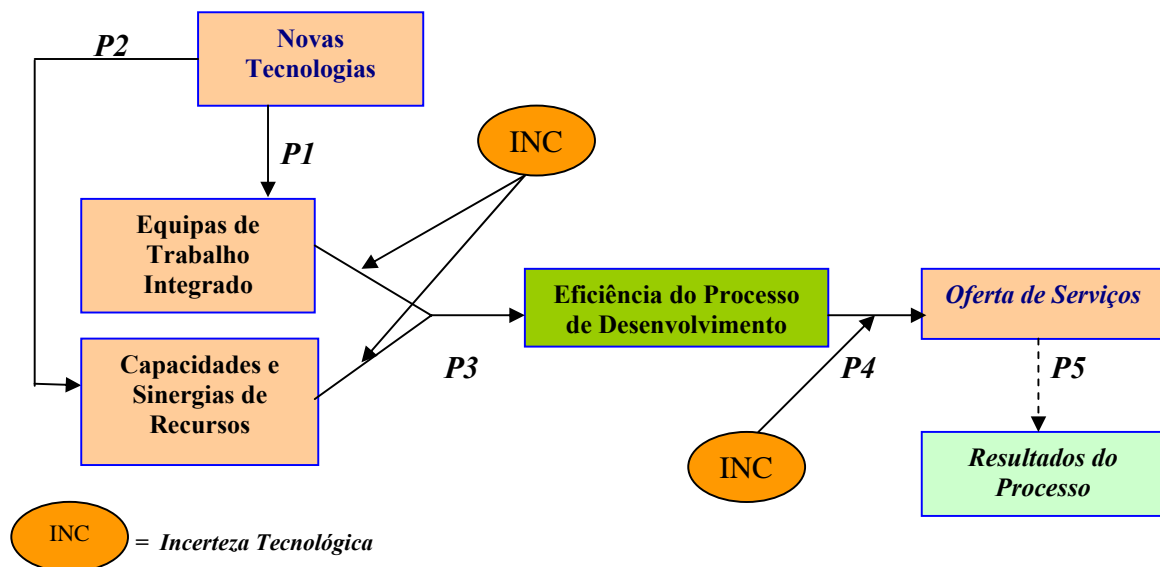 P2
Novas
Tecnologias
INC
P1
Equipas de
Trabalho
Integrado
Eficiência do Processo
de Desenvolvimento
Oferta de Serviços
Capacidades e
Sinergias de
Recursos
P3
P4
P5
INC
Resultados do
Processo
INC
= Incerteza Tecnológica